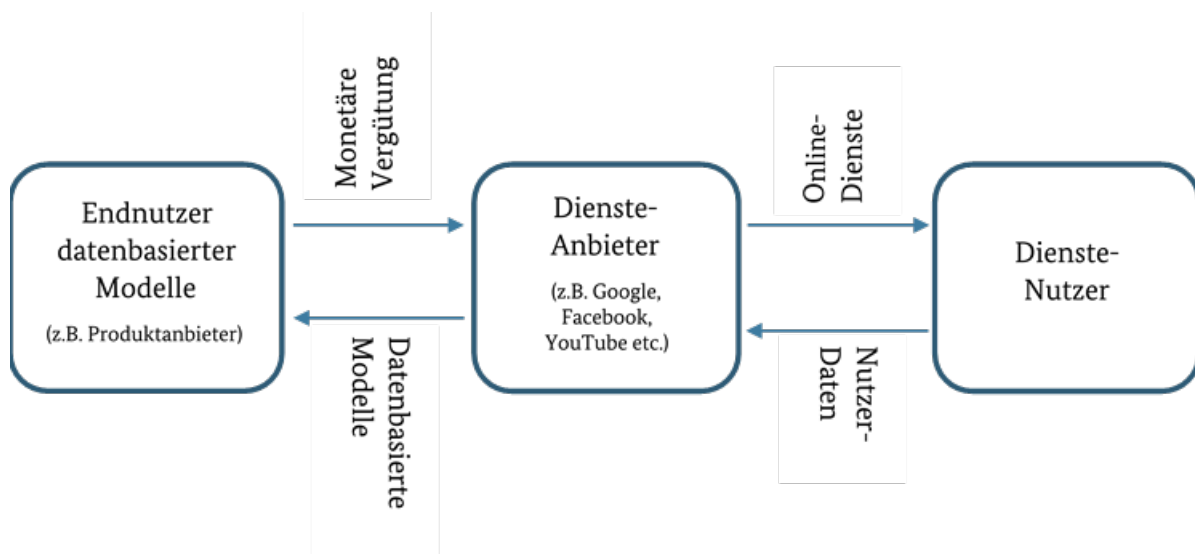 Endnutzer
datenbasierter
Modelle
(z.B. Produktanbieter)
Monetäre
Vergütung
Datenbasierte
Modelle
Dienste-
Anbieter
(z.B. Google,
Facebook,
YouTube etc.)
Online-
Dienste
Nutzer-
Daten
Dienste-
Nutzer